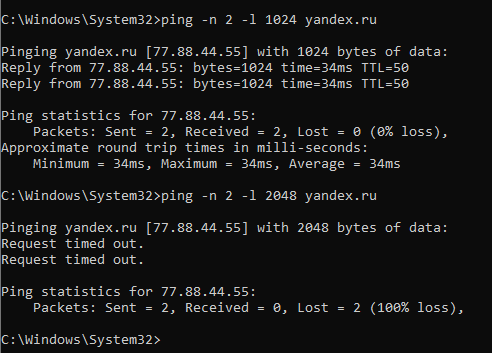 C:\Windows\System32>ping -n 2 -l 1024 yandex.ru
Pinging yandex.ru [77.88.44.55] with 1024 bytes of data:
Reply from 77.88.44.55: bytes=1024 time=34ms TTL=50
Reply from 77.88.44.55: bytes=1024 time=34ms TTL=50
Ping statistics for 77.88.44.55:
    Packets: Sent = 2, Received = 2, Lost = 0 (0% loss),
Approximate round trip times in milli-seconds:
    Minimum = 34ms, Maximum = 34ms, Average = 34ms
C:\Windows\System32>ping -n 2 -l 2048 yandex.ru
Pinging yandex.ru [77.88.44.55] with 2048 bytes of data:
Request timed out.
Request timed out.
Ping statistics for 77.88.44.55:
    Packets: Sent = 2, Received = 0, Lost = 2 (100% loss),
C:\Windows\System32>